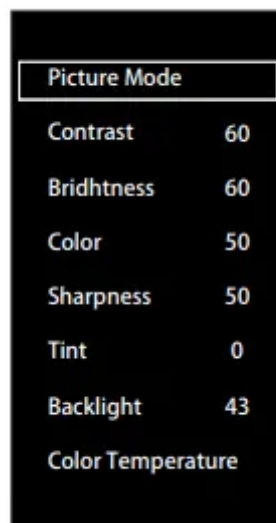 Picture Mode
Contrast 60
Bridhtness 60
Color 50
Sharpness 50
Tint 0
Backlight 43
Color Temperature